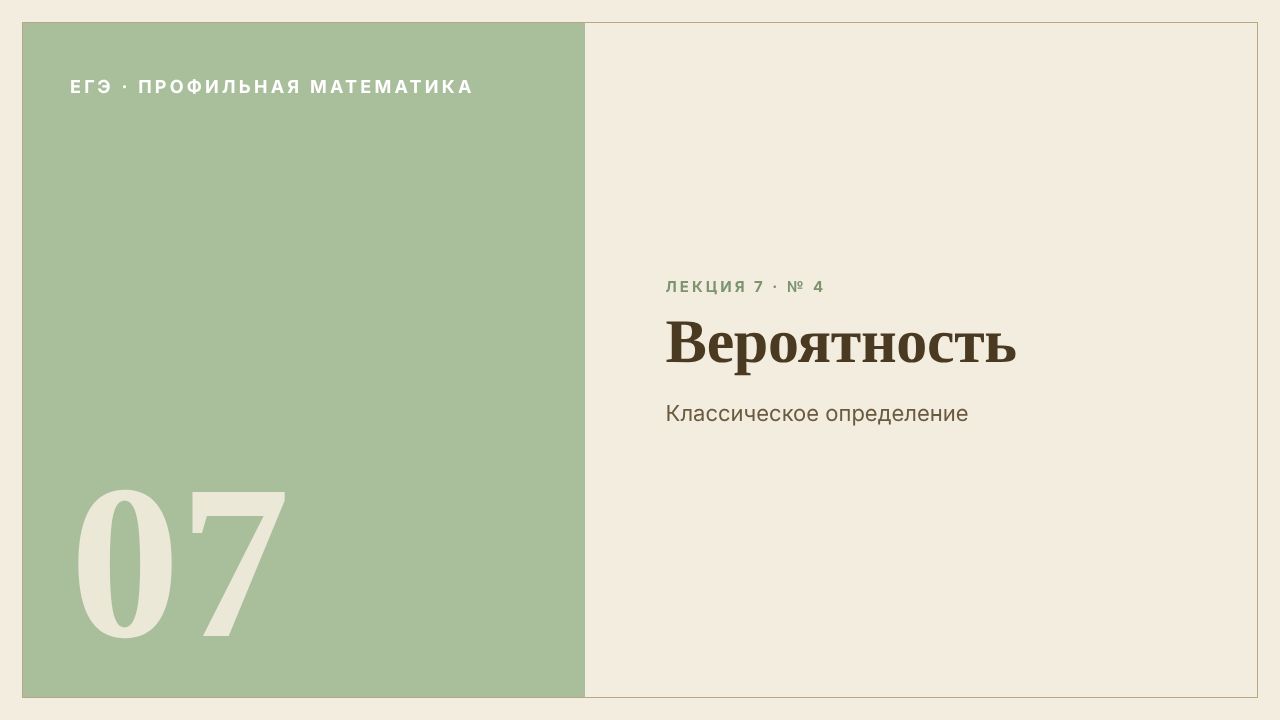 ЕГЭ · ПРОФИЛЬНАЯ МАТЕМАТИКА
07
ЛЕКЦИЯ 7 · № 4
Вероятность
Классическое определение